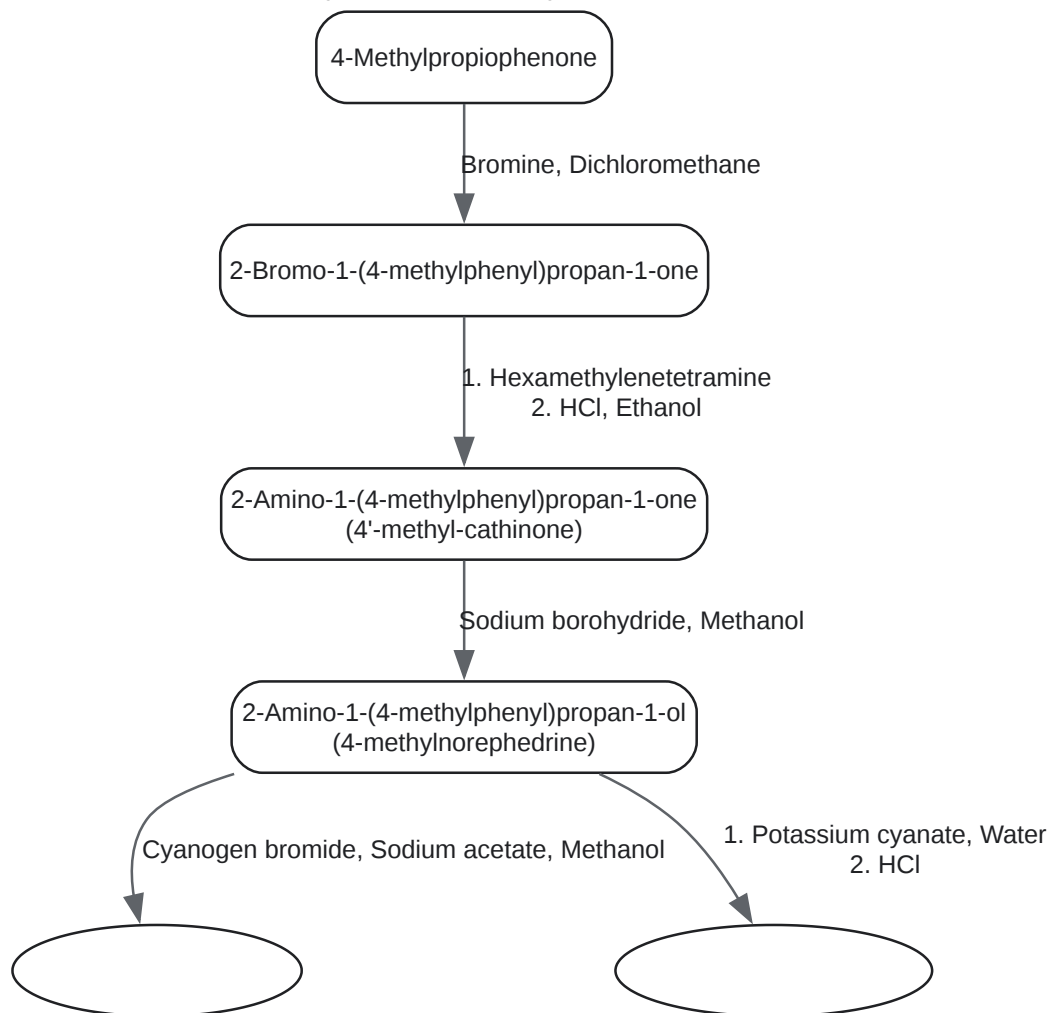 4-Methylpropiophenone
Bromine, Dichloromethane
2-Bromo-1-(4-methylphenyl)propan-1-one
1. Hexamethylenetetramine
2. HCl, Ethanol
2-Amino-1-(4-methylphenyl)propan-1-one
(4'-methyl-cathinone)
Sodium borohydride, Methanol
2-Amino-1-(4-methylphenyl)propan-1-ol
(4-methylnorephedrine)
Cyanogen bromide, Sodium acetate, Methanol
1. Potassium cyanate, Water
2. HCl